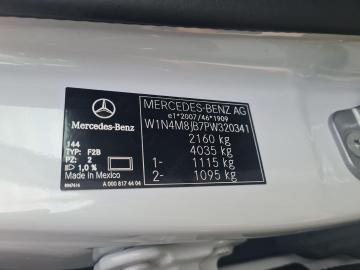 MERCEDES-BENZ AG
e1*2007/46*1909
W1N4M8JB7PW320341
2160 kg
4035 kg
1- 1115 kg
2- 1095 kg
Mercedes-Benz
144
TYP: F2B
PZ: 2
1,0 %
Made in Mexico
A 000 817 44 04